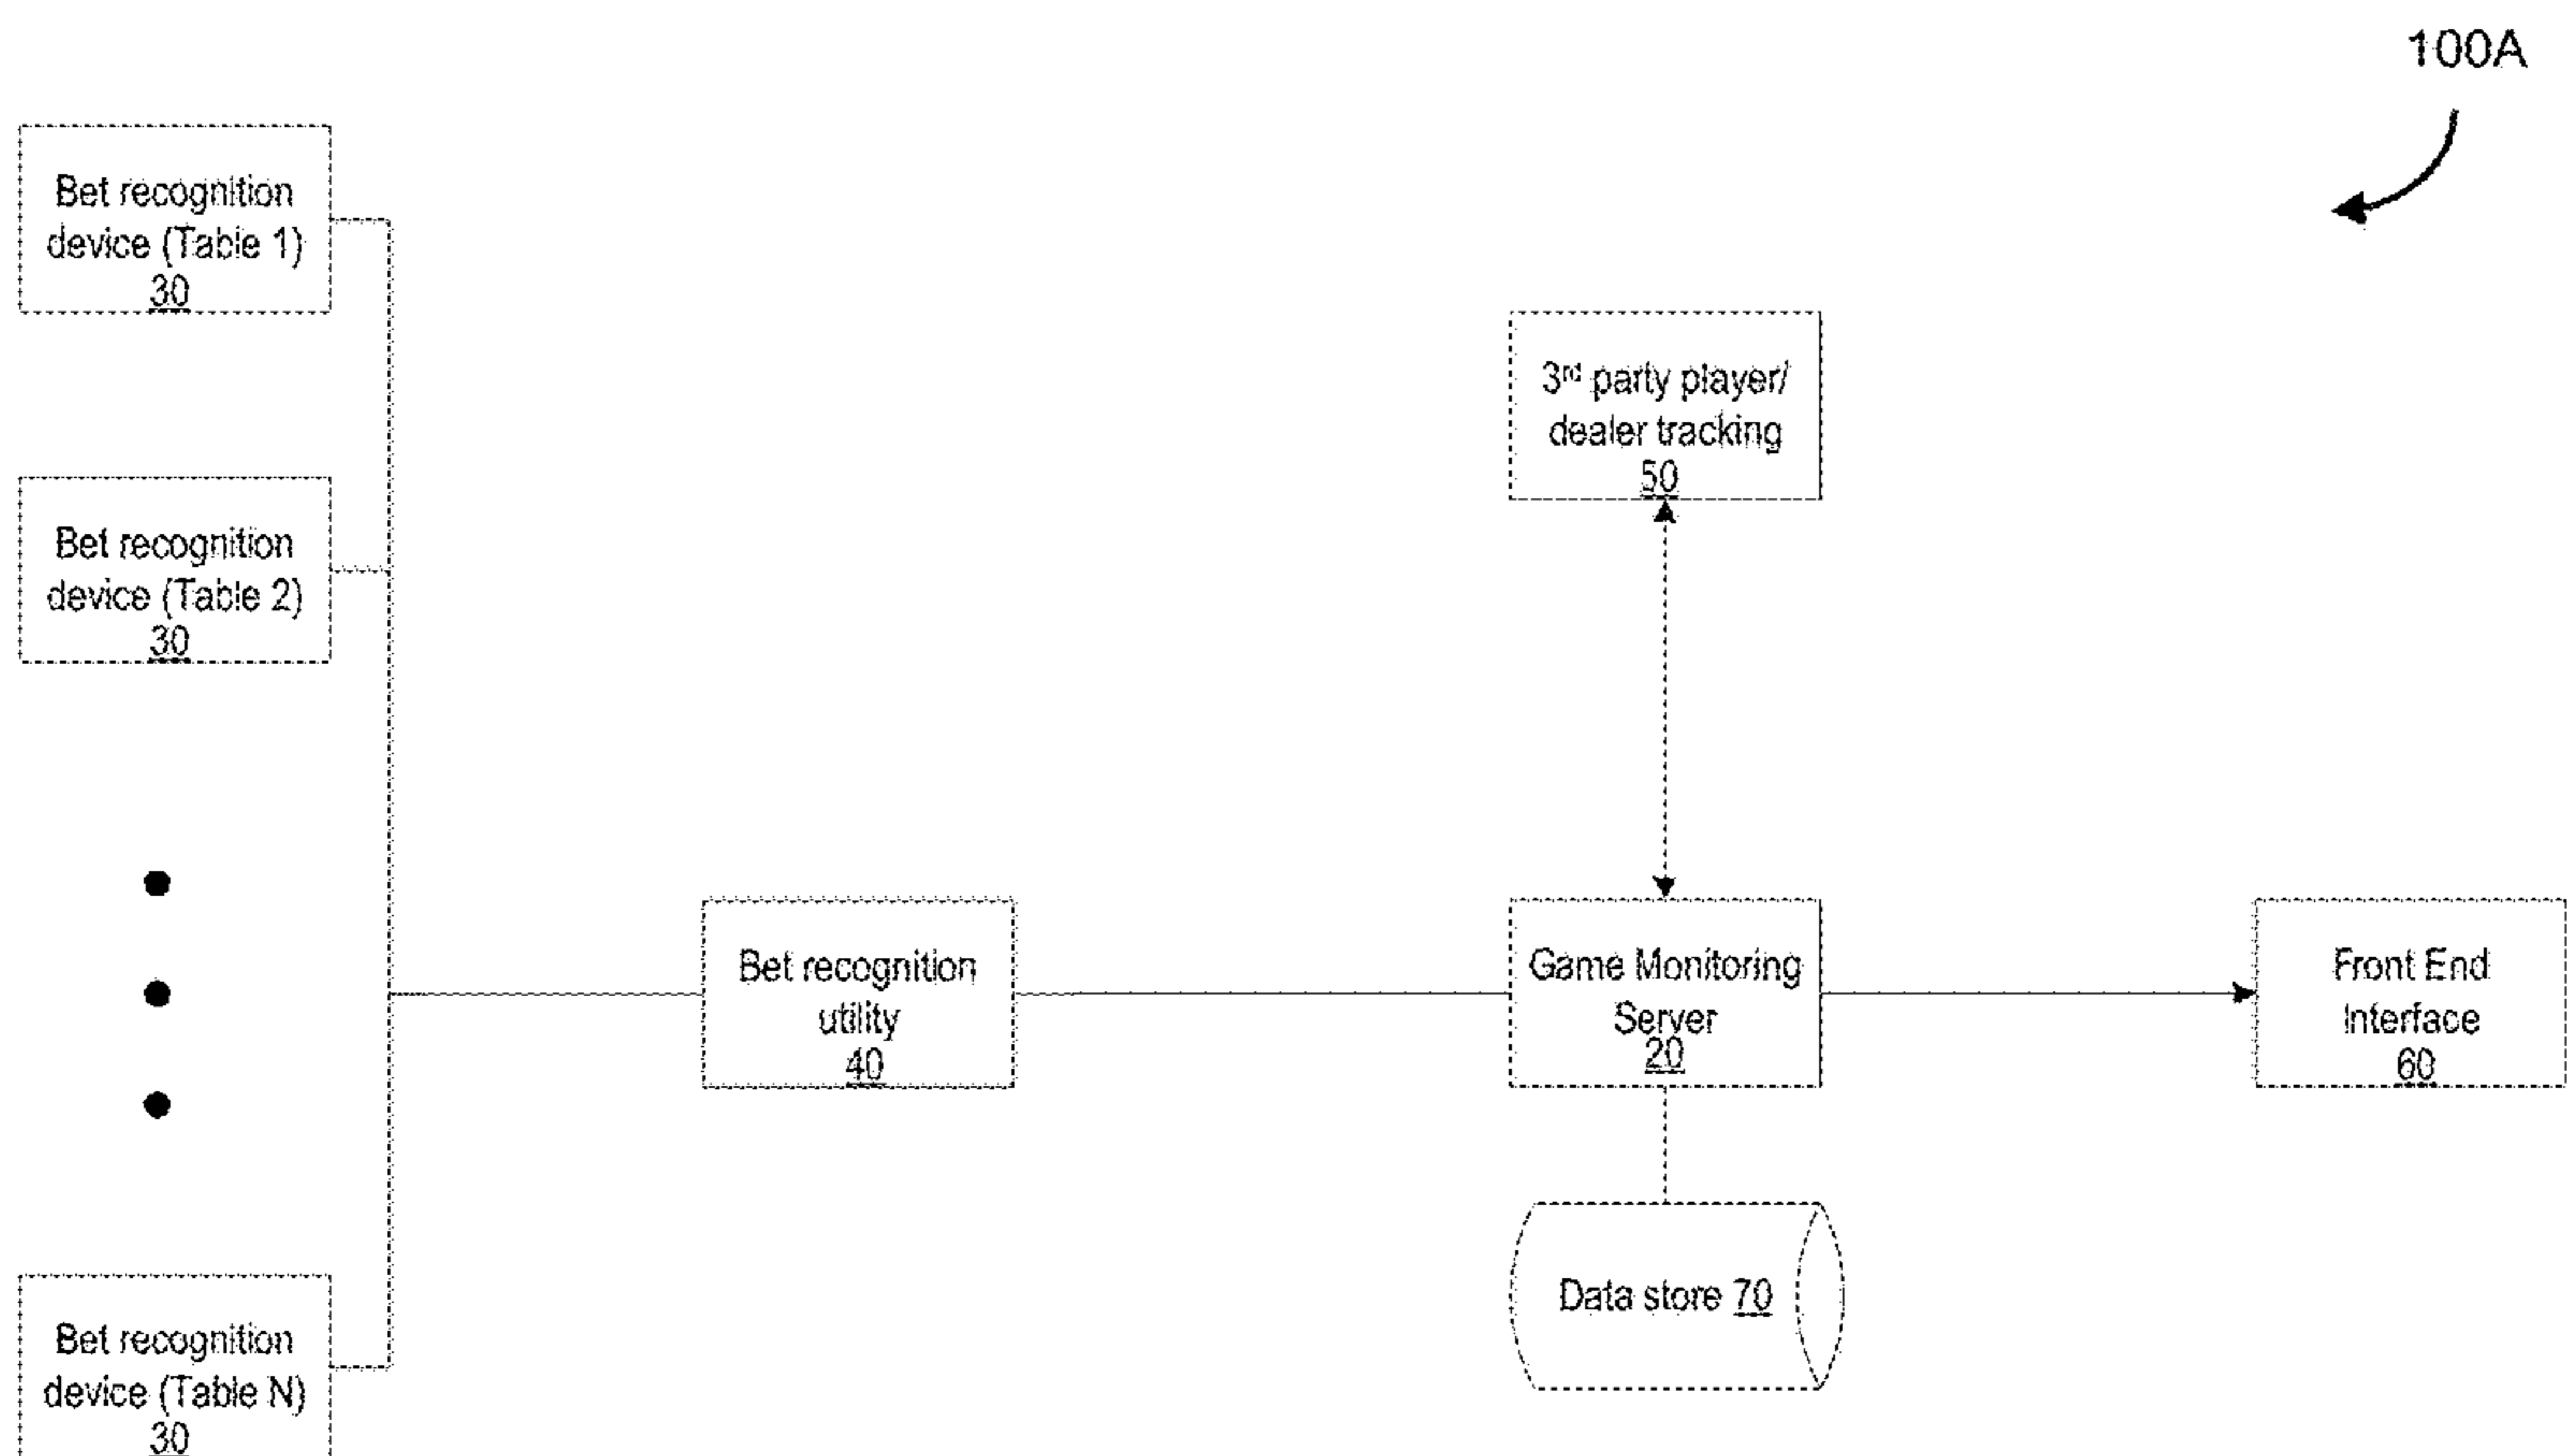 100A
Bet recognition
device (Table 1)
30
Bet recognition
device (Table 2)
30
3rd party player/
dealer tracking
50
Bet recognition
utility
40
Game Monitoring
Server
20
Front End
Interface
60
Data store 70
Bet recognition
device (Table N)
30